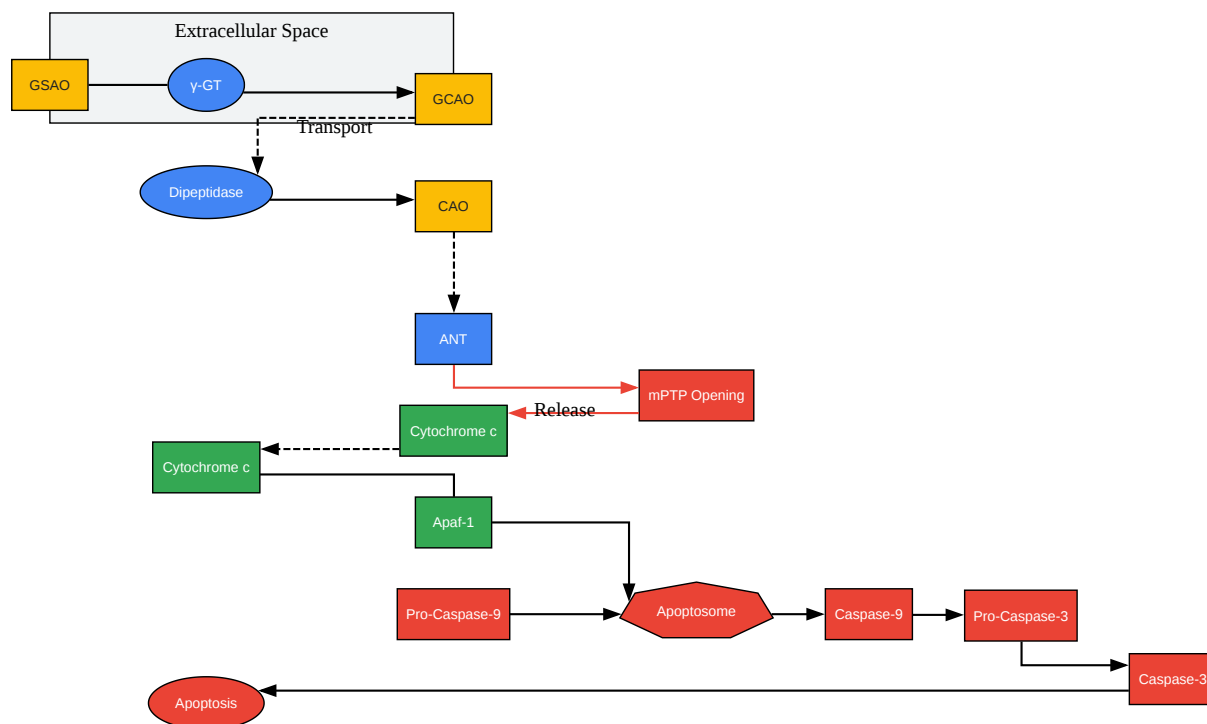 Extracellular Space
GSAO
γ-GT
GCAO
Transport
Dipeptidase
CAO
ANT
mPTP Opening
Release
Cytochrome c
Cytochrome c
Apaf-1
Pro-Caspase-9
Apoptosome
Caspase-9
Pro-Caspase-3
Caspase-3
Apoptosis